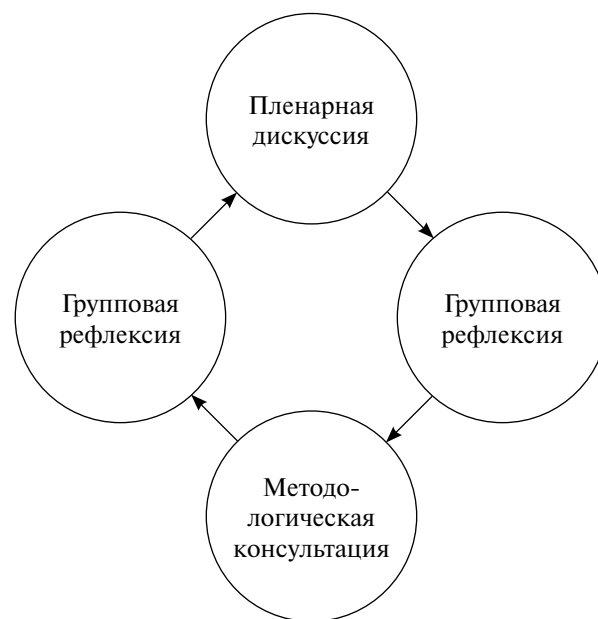 Пленарная
дискуссия
Групповая
рефлексия
Групповая
рефлексия
Методо-
логическая
консультация